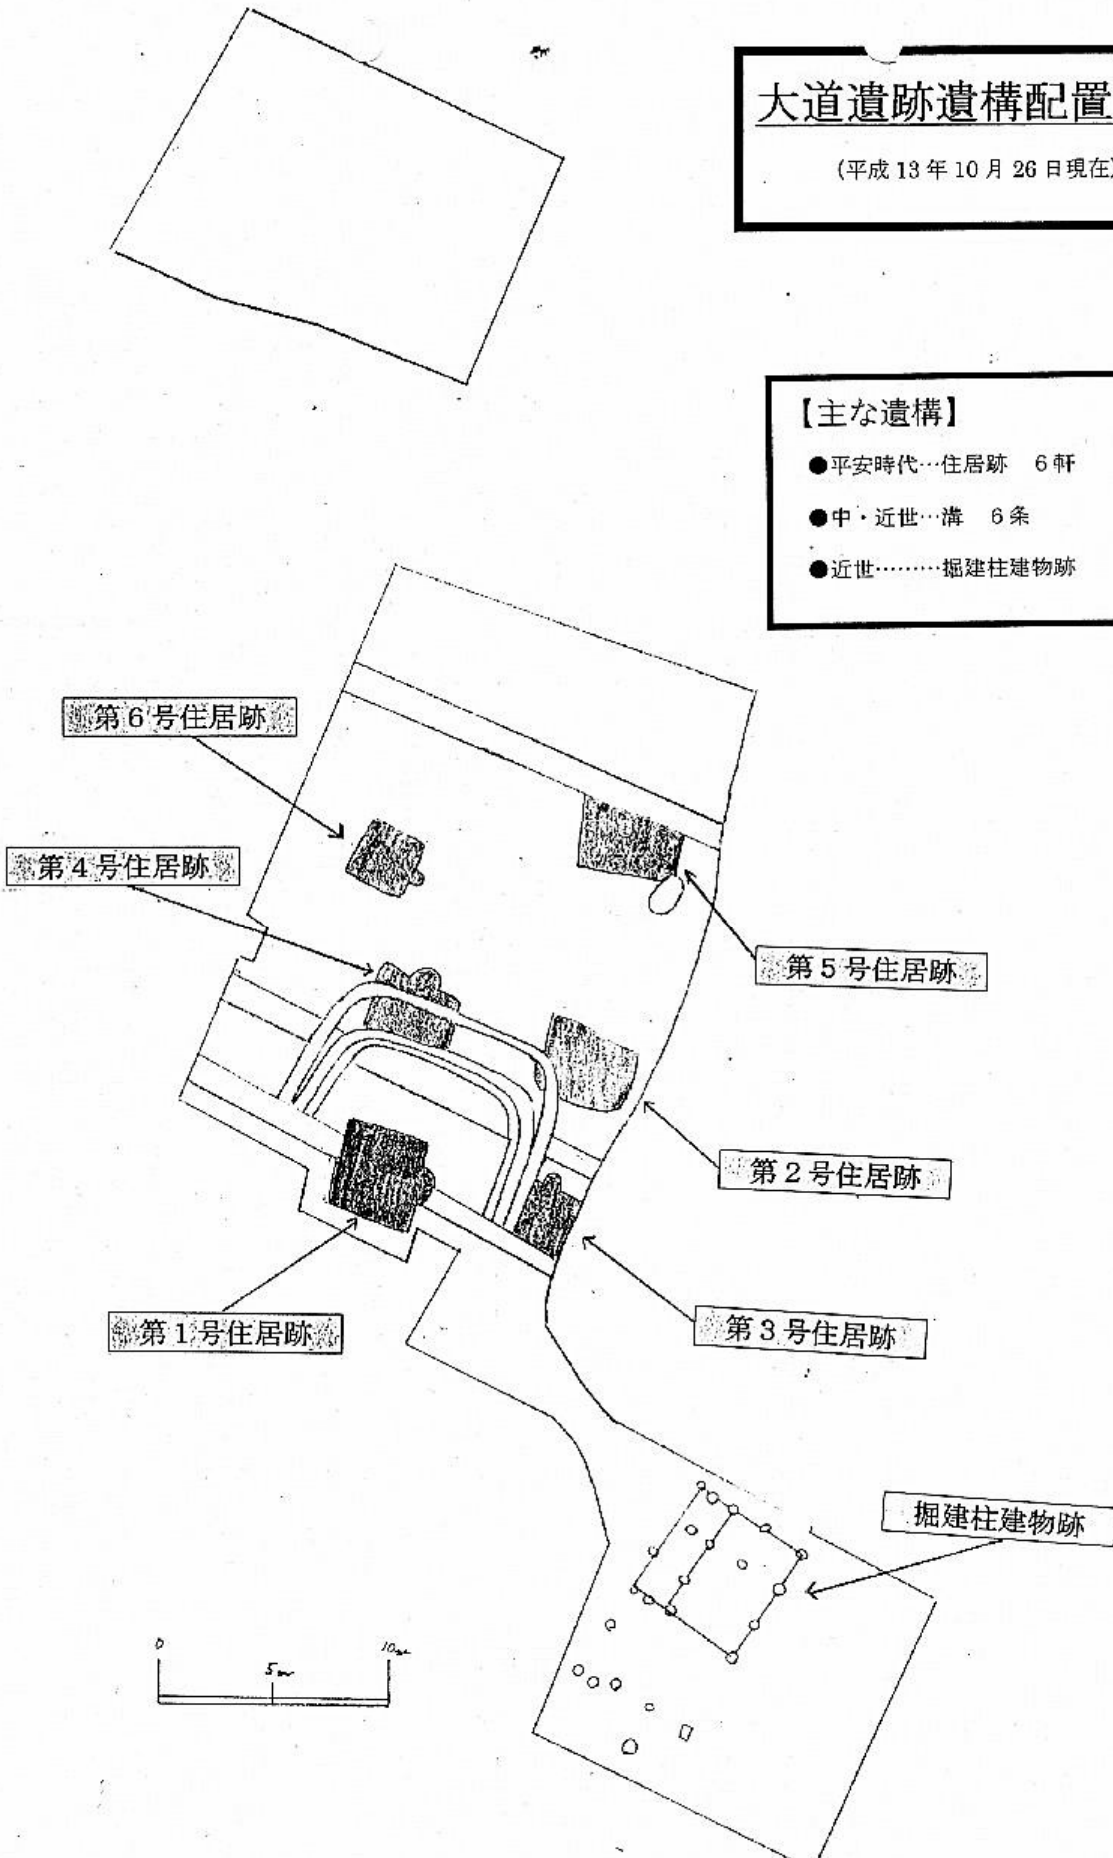 大道遺跡遺構配置
(平成13年10月26日現在)
【主な遺構】
●平安時代…住居跡 6軒
●中・近世…溝 6条
●近世………掘建柱建物跡
第6号住居跡
第4号住居跡
第5号住居跡
第2号住居跡
第1号住居跡
第3号住居跡
掘建柱建物跡
0 5m 10m